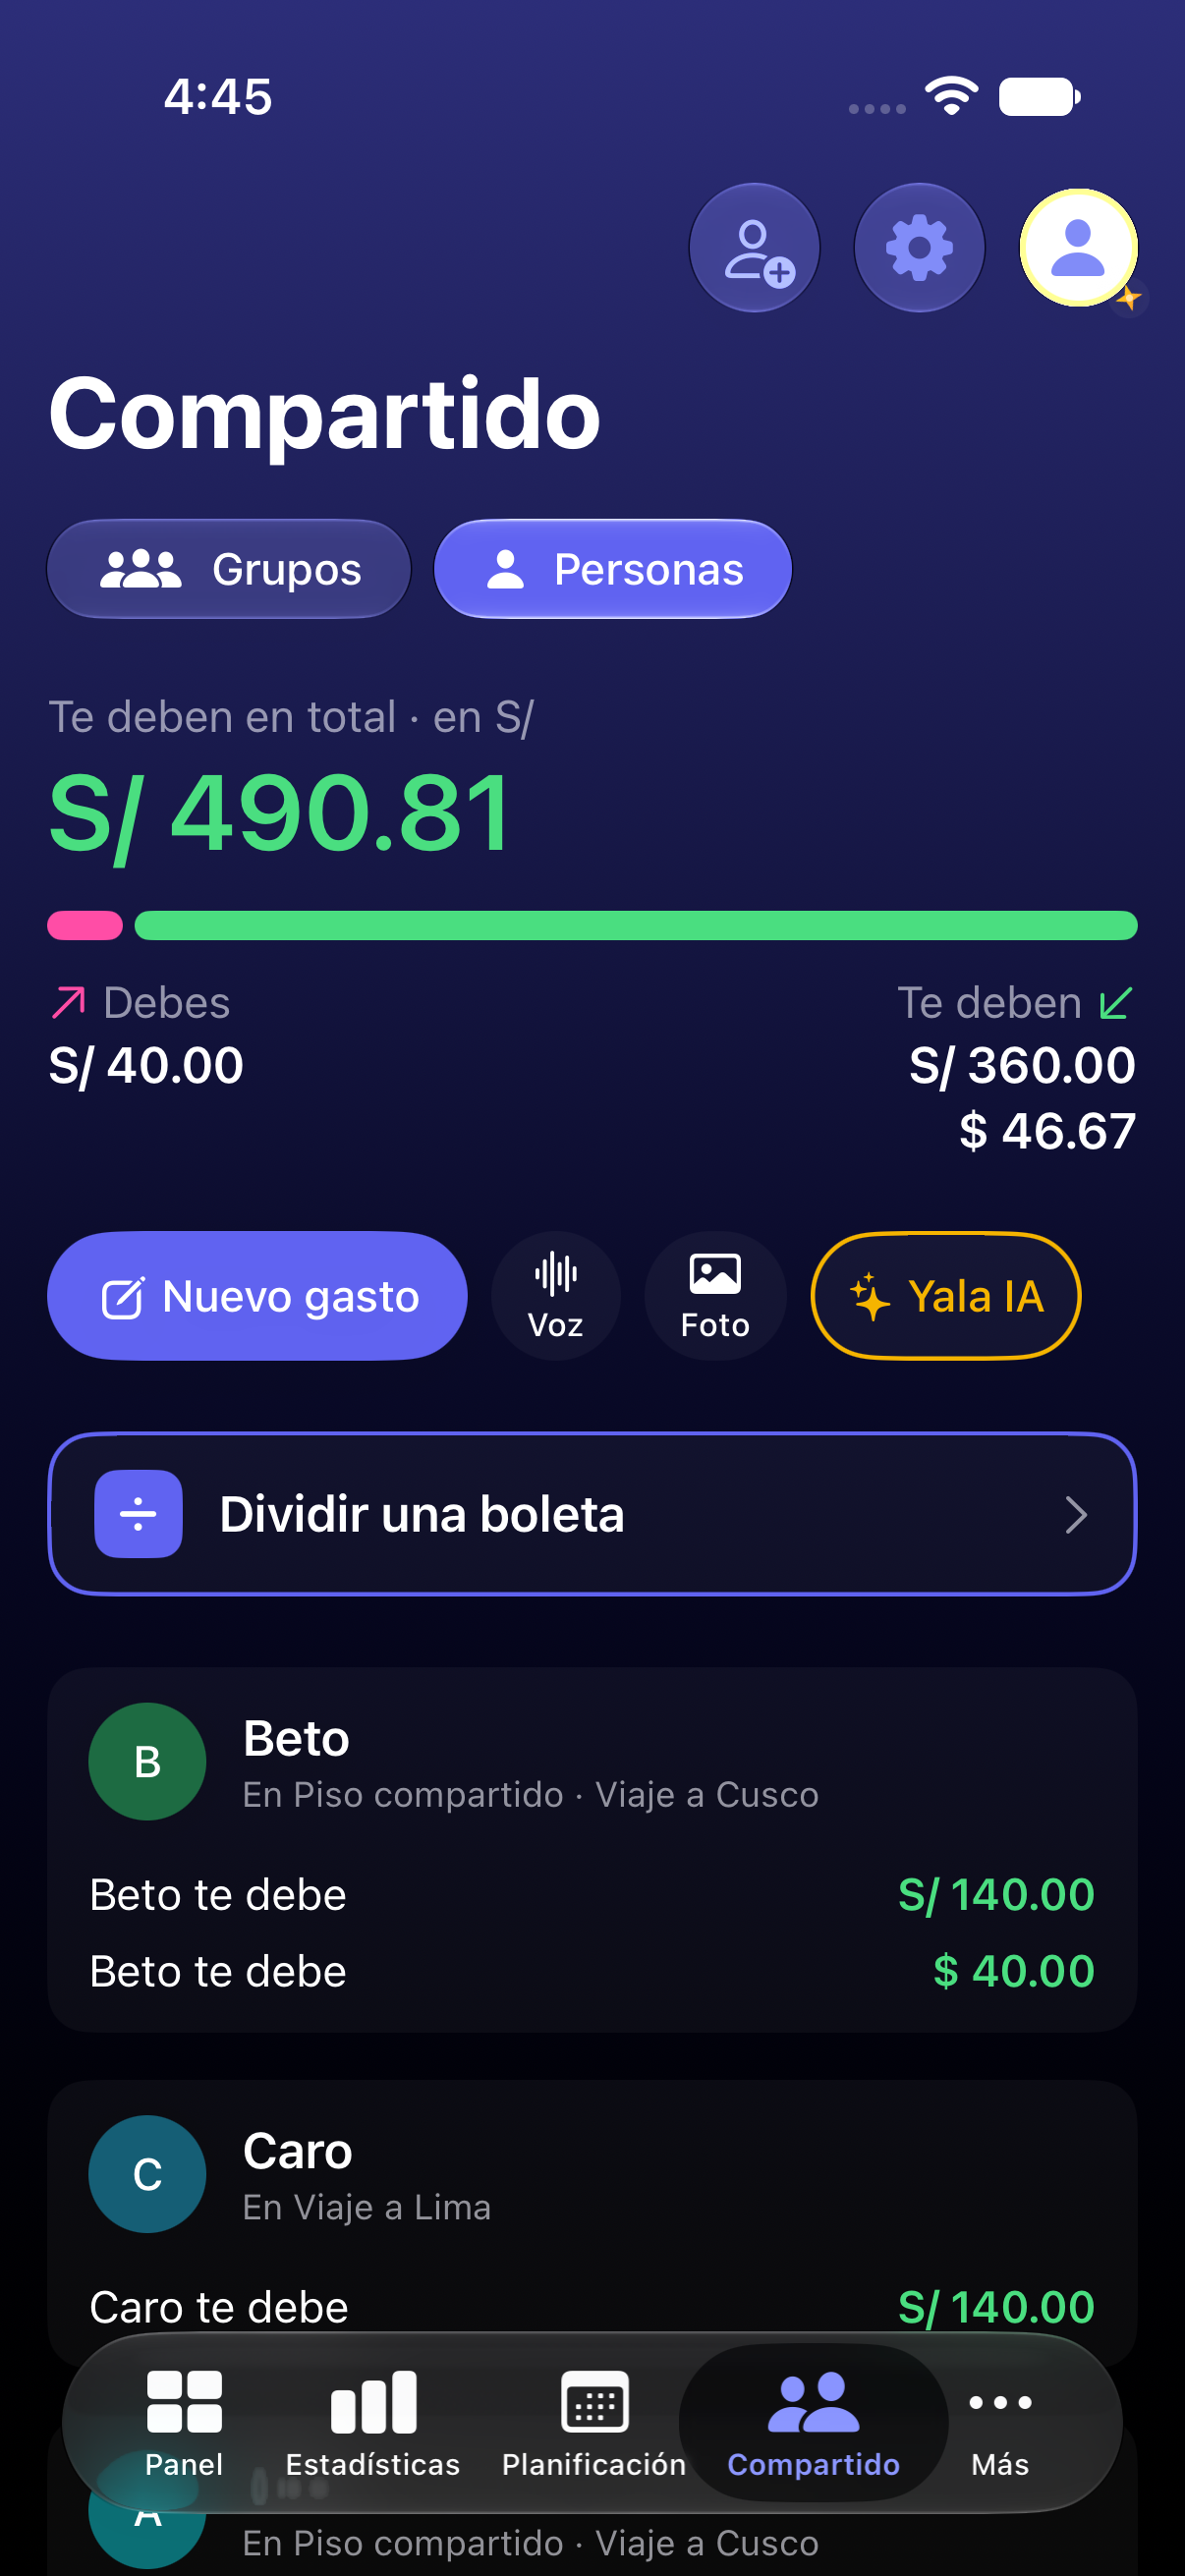 4:45
Compartido
Grupos
Personas
Te deben en total · en S/
S/ 490.81
Debes
Te deben
S/ 40.00
S/ 360.00
$ 46.67
Nuevo gasto
Voz
Foto
Yala IA
÷ Dividir una boleta
B
Beto
En Piso compartido · Viaje a Cusco
Beto te debe S/ 140.00
Beto te debe $ 40.00
C
Caro
En Viaje a Lima
Caro te debe S/ 140.00
Panel
Estadísticas
Planificación
Compartido
Más
A
En Piso compartido · Viaje a Cusco